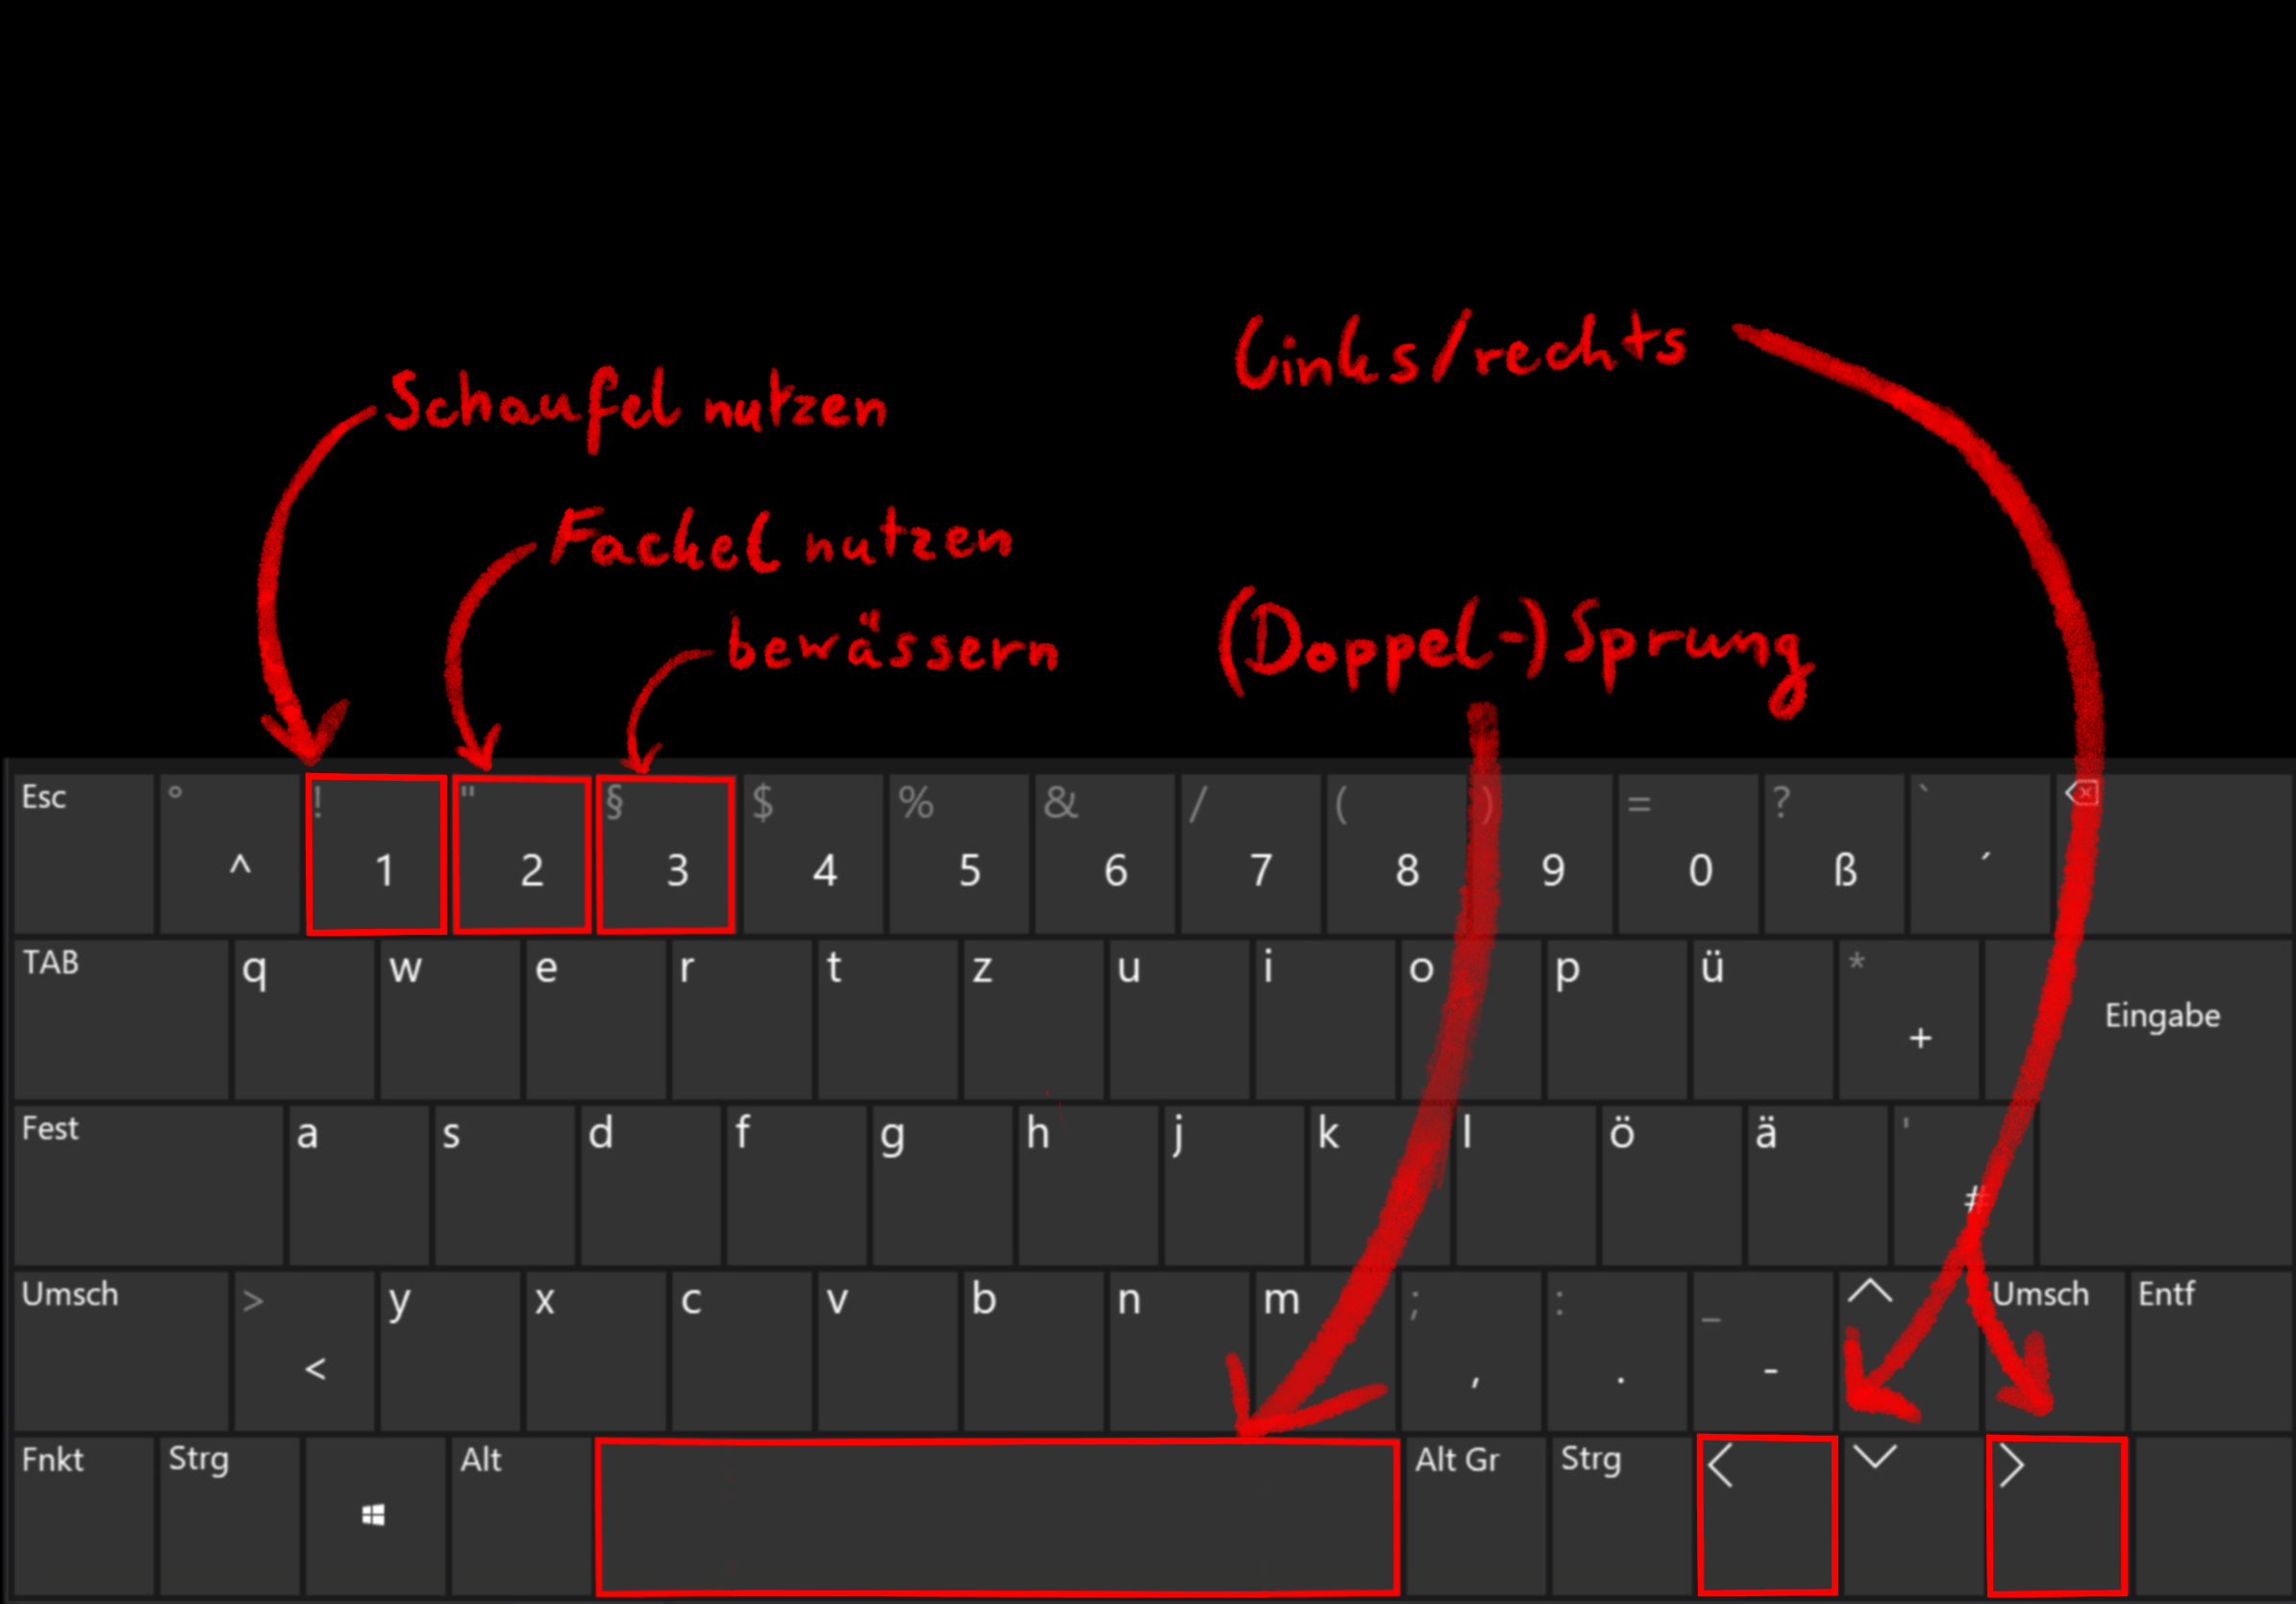 Links/rechts
Schaufel nutzen
Fackel nutzen
bewässern
(Doppel-)Sprung
Esc ° ^ ! 1 " 2 § 3 $ 4 % 5 & 6 / 7 ( 8 ) 9 = 0 ? ß ` ´
TAB q w e r t z u i o p ü * + Eingabe
Fest a s d f g h j k l ö ä ' #
Umsch > < y x c v b n m ; , : . _ - Umsch Entf
Fnkt Strg Alt Alt Gr Strg